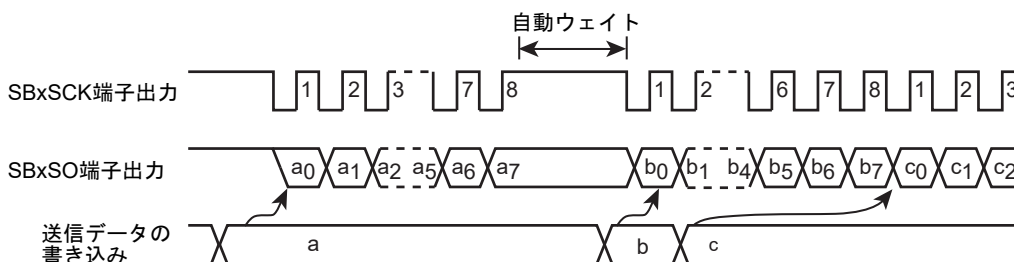 自動ウェイト
SBxSCK端子出力 1 2 3 7 8 1 2 6 7 8 1 2 3
SBxSO端子出力 a0 a1 a2 a5 a6 a7 b0 b1 b4 b5 b6 b7 c0 c1 c2
送信データの
書き込み
a b c